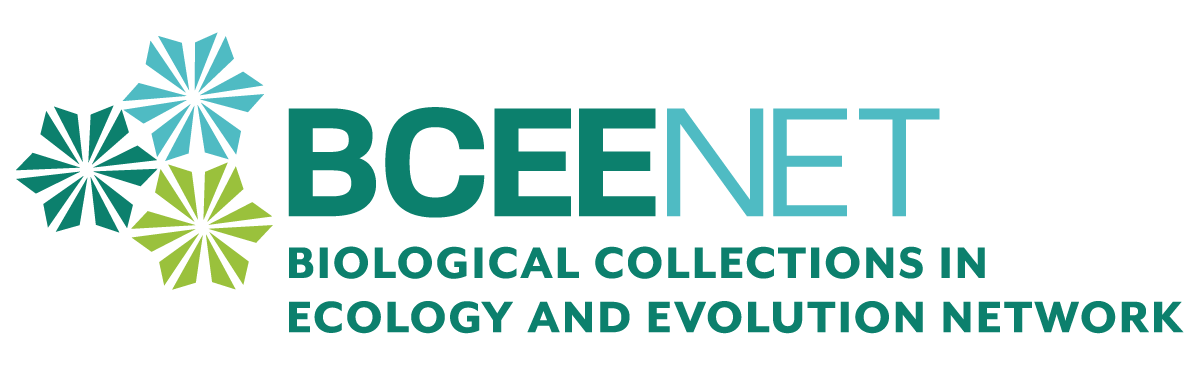 BCEENET
BIOLOGICAL COLLECTIONS IN
ECOLOGY AND EVOLUTION NETWORK